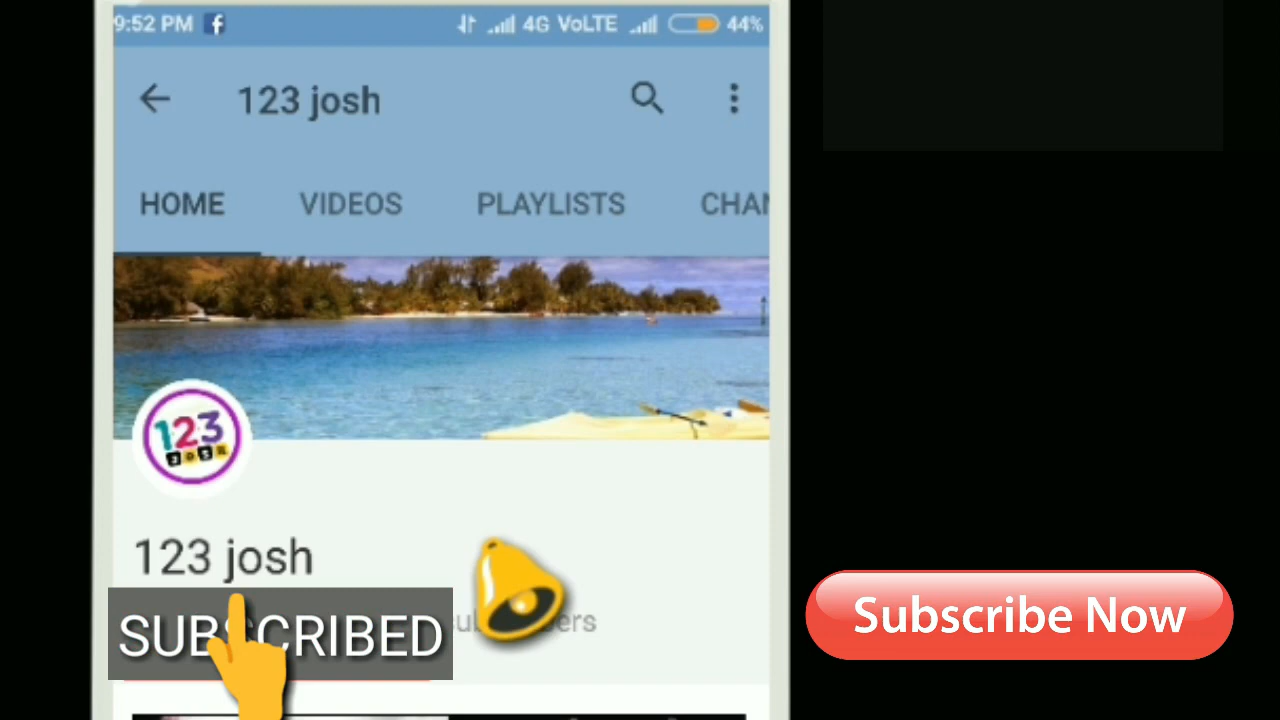 9:52 PM 4G VoLTE 44%
123 josh
HOME VIDEOS PLAYLISTS CHAN
123
123 josh
SUBSCRIBED
Subscribe Now